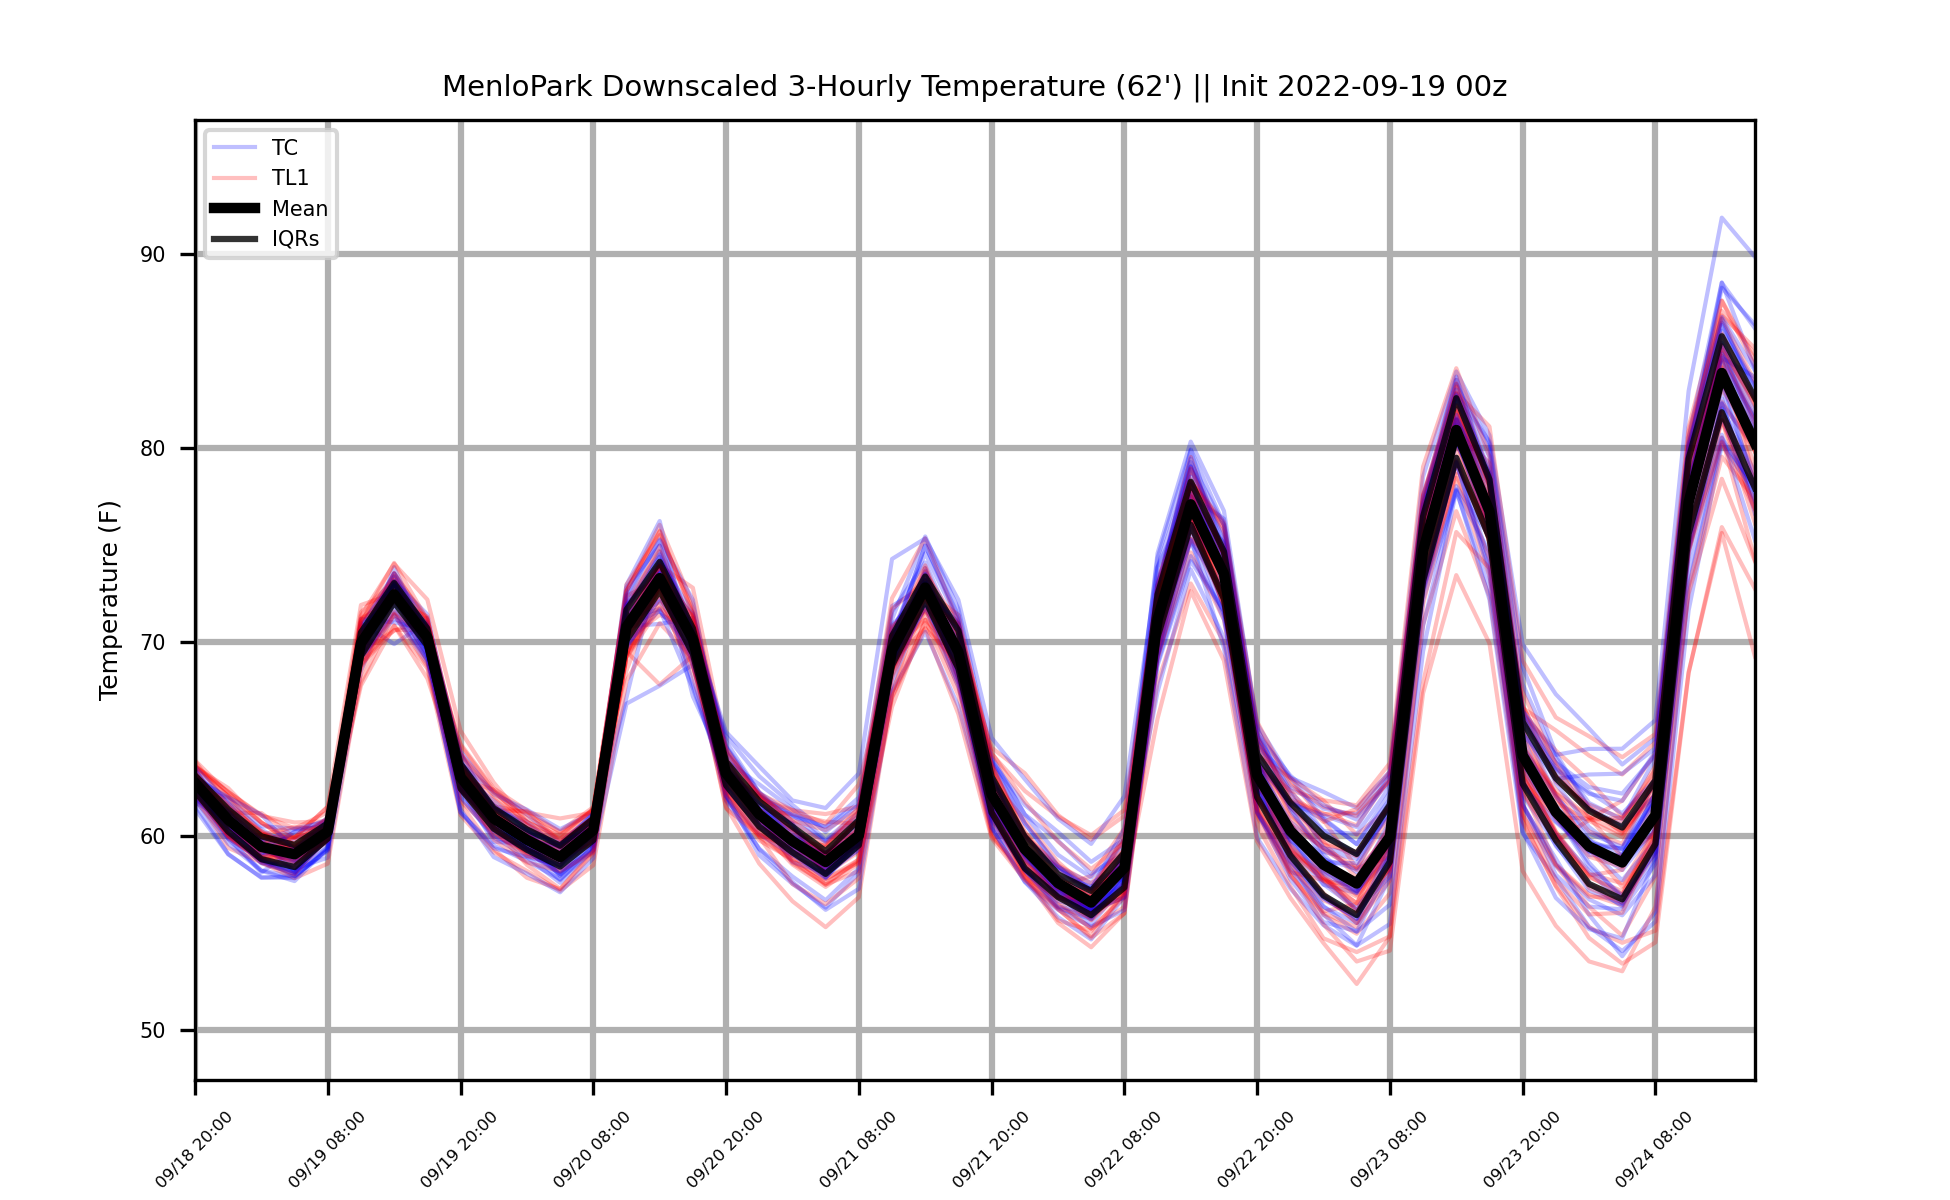 MenloPark Downscaled 3-Hourly Temperature (62') || Init 2022-09-19 00z
TC
TL1
Mean
IQRs
Temperature (F)
90
80
70
60
50
09/18 20:00
09/19 08:00
09/19 20:00
09/20 08:00
09/20 20:00
09/21 08:00
09/21 20:00
09/22 08:00
09/22 20:00
09/23 08:00
09/23 20:00
09/24 08:00